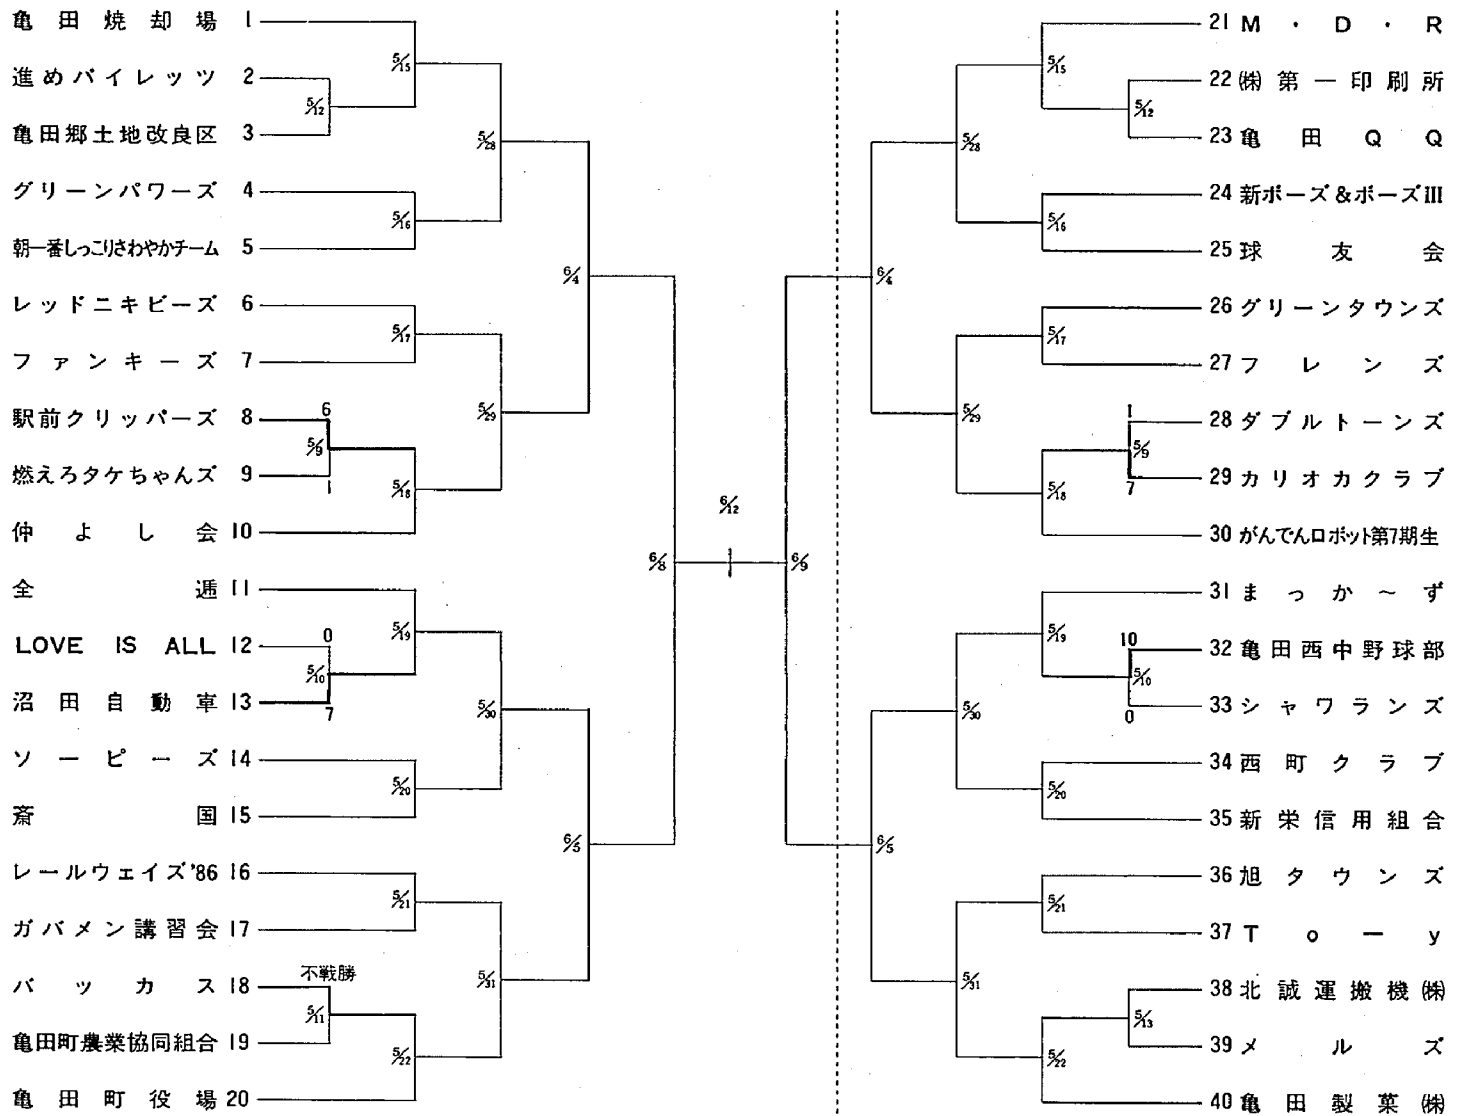 亀田焼却場 1
5/15
進めパイレッツ 2
5/12
亀田郷土地改良区 3
5/28
グリーンパワーズ 4
5/16
朝一番しっこりさわやかチーム 5
6/4
レッドニキビーズ 6
5/17
ファンキーズ 7
5/29
駅前クリッパーズ 8 6
5/9
燃えろタケちゃんズ 9 1
5/18
仲よし会 10
6/8
全逓 11
5/19
LOVE IS ALL 12 0
5/10
沼田自動車 13 7
5/30
ソーピーズ 14
5/20
斎国 15
6/5
レールウェイズ'86 16
5/21
ガバメン講習会 17
5/31
バッカス 18 不戦勝
5/11
亀田町農業協同組合 19
5/22
亀田町役場 20
6/12
21 M・D・R
5/15
22 ㈱第一印刷所
5/12
23 亀田QQ
5/28
24 新ボーズ&ボーズIII
5/16
25 球友会
6/4
26 グリーンタウンズ
5/17
27 フレンズ
5/29
1 28 ダブルトーンズ
5/9
7 29 カリオカクラブ
5/18
30 がんでんロボット第7期生
6/9
31 まっか~ず
5/19
10 32 亀田西中野球部
5/10
0 33 シャワランズ
5/30
34 西町クラブ
5/20
35 新栄信用組合
6/5
36 旭タウンズ
5/21
37 Toーy
5/31
38 北誠運搬機㈱
5/13
39 メルズ
5/22
40 亀田製菓㈱